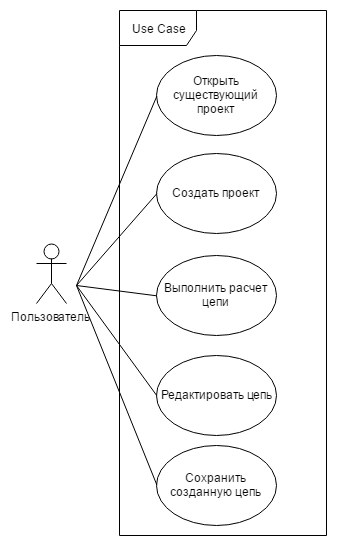 Use Case
Открыть
существующий
проект
Создать проект
Выполнить расчет
цепи
Пользователь
Редактировать цепь
Сохранить
созданную цепь